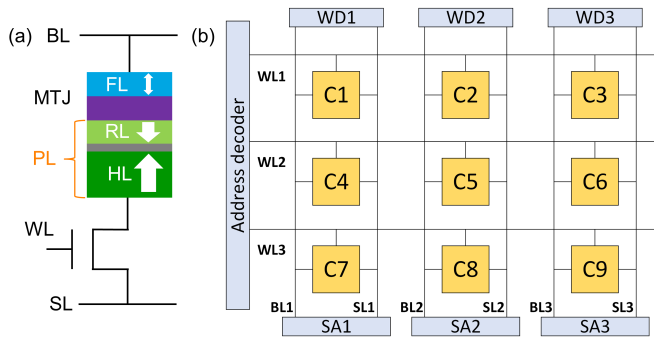 (a)
BL
FL
MTJ
RL
PL
HL
WL
SL
(b)
Address decoder
WD1 WD2 WD3
WL1
C1 C2 C3
WL2
C4 C5 C6
WL3
C7 C8 C9
BL1 SL1 BL2 SL2 BL3 SL3
SA1 SA2 SA3